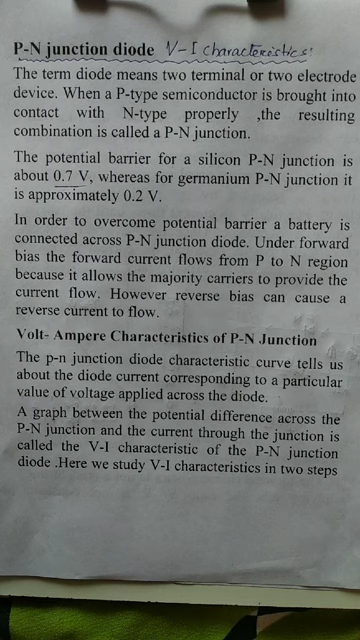 P-N junction diode V-I characteristics:
The term diode means two terminal or two electrode
device. When a P-type semiconductor is brought into
contact with N-type properly ,the resulting
combination is called a P-N junction.
The potential barrier for a silicon P-N junction is
about 0.7 V, whereas for germanium P-N junction it
is approximately 0.2 V.
In order to overcome potential barrier a battery is
connected across P-N junction diode. Under forward
bias the forward current flows from P to N region
because it allows the majority carriers to provide the
current flow. However reverse bias can cause a
reverse current to flow.
Volt- Ampere Characteristics of P-N Junction
The p-n junction diode characteristic curve tells us
about the diode current corresponding to a particular
value of voltage applied across the diode.
A graph between the potential difference across the
P-N junction and the current through the junction is
called the V-I characteristic of the P-N junction
diode .Here we study V-I characteristics in two steps